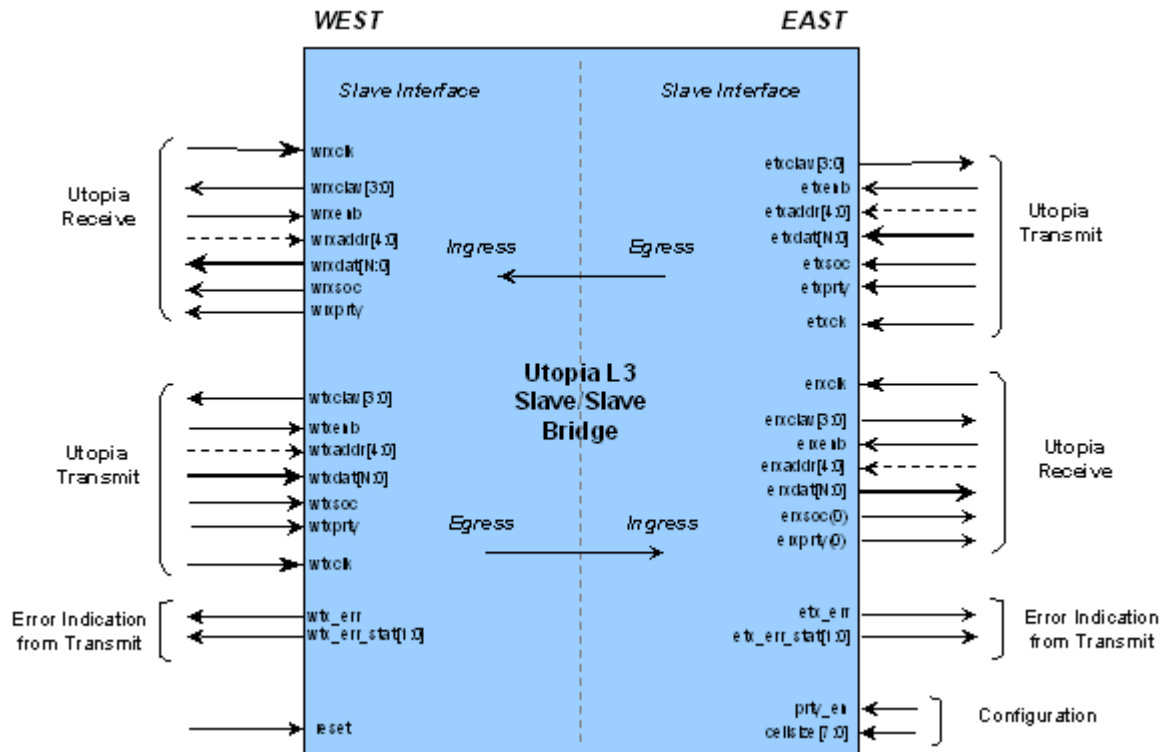 WEST
EAST
Slave Interface
Slave Interface
Utopia
Receive
wrxclk
wrxclav[3:0]
wrxenb
wrxaddr[4:0]
wrxdat[N:0]
wrxsoc
wrxprty
Ingress
Egress
etxclav[3:0]
etxenb
etxaddr[4:0]
etxdat[N:0]
etxsoc
etxprty
etxclk
Utopia
Transmit
Utopia L3
Slave/Slave
Bridge
Utopia
Transmit
wtxclav[3:0]
wtxenb
wtxaddr[4:0]
wtxdat[N:0]
wtxsoc
wtxprty
wtxclk
Egress
Ingress
erxclk
erxclav[3:0]
erxenb
erxaddr[4:0]
erxdat[N:0]
erxsoc(0)
erxprty(0)
Utopia
Receive
Error Indication
from Transmit
wtx_err
wtx_err_stat[1:0]
etx_err
etx_err_stat[1:0]
Error Indication
from Transmit
reset
prty_en
cellsize[7:0]
Configuration